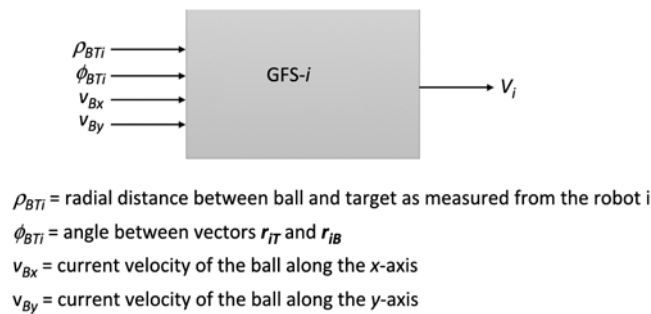 ρBTi
ϕBTi
vBx
vBy
GFS-i
Vi
ρBTi = radial distance between ball and target as measured from the robot i
ϕBTi = angle between vectors riT and riB
vBx = current velocity of the ball along the x-axis
vBy = current velocity of the ball along the y-axis